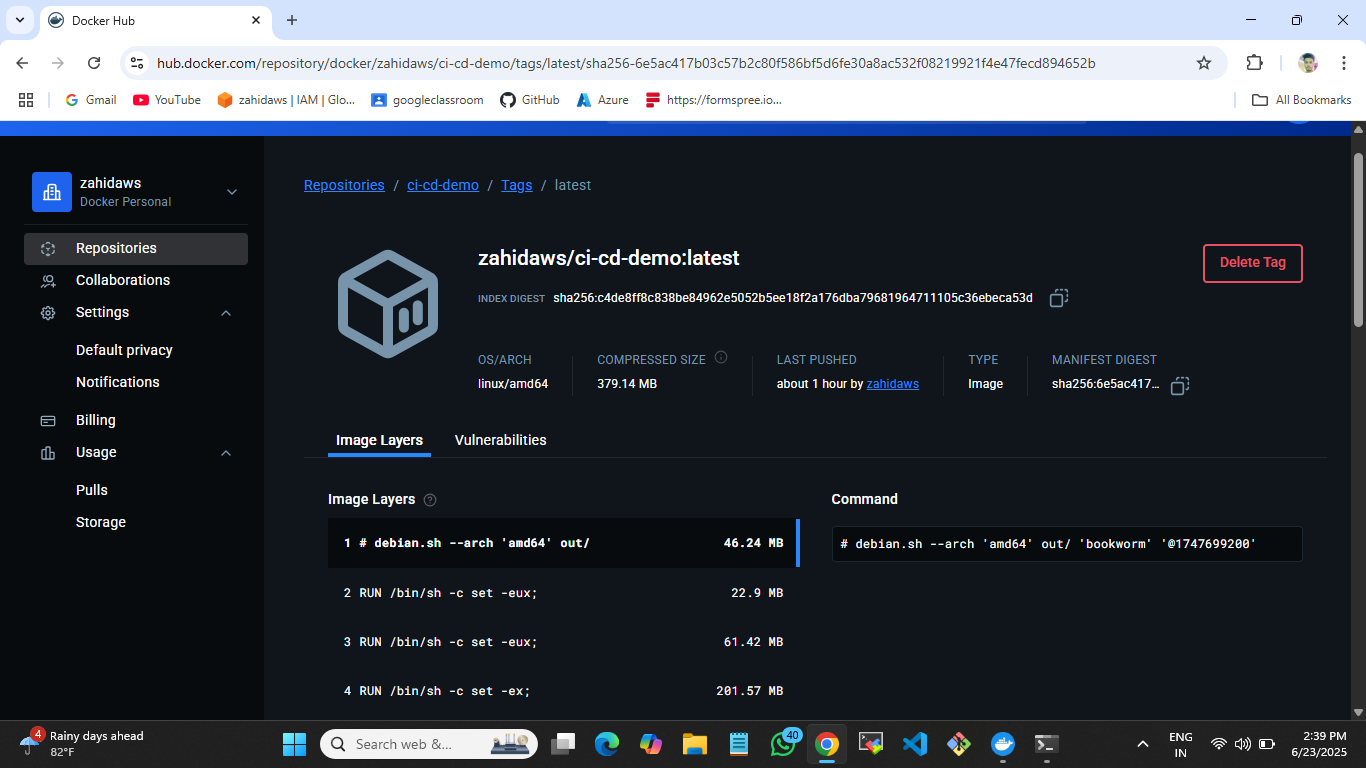 Docker Hub
hub.docker.com/repository/docker/zahidaws/ci-cd-demo/tags/latest/sha256-6e5ac417b03c57b2c80f586bf5d6fe30a8ac532f08219921f4e47fecd894652b
Gmail
YouTube
zahidaws | IAM | Glo...
googleclassroom
GitHub
Azure
https://formspree.io...
All Bookmarks
zahidaws
Docker Personal
Repositories
Collaborations
Settings
Default privacy
Notifications
Billing
Usage
Pulls
Storage
Repositories / ci-cd-demo / Tags / latest
zahidaws/ci-cd-demo:latest
Delete Tag
INDEX DIGEST sha256:c4de8ff8c838be84962e5052b5ee18f2a176dba79681964711105c36ebeca53d
OS/ARCH
linux/amd64
COMPRESSED SIZE
379.14 MB
LAST PUSHED
about 1 hour by zahidaws
TYPE
Image
MANIFEST DIGEST
sha256:6e5ac417...
Image Layers
Vulnerabilities
Image Layers
1 # debian.sh --arch 'amd64' out/ 46.24 MB
2 RUN /bin/sh -c set -eux; 22.9 MB
3 RUN /bin/sh -c set -eux; 61.42 MB
4 RUN /bin/sh -c set -ex; 201.57 MB
Command
# debian.sh --arch 'amd64' out/ 'bookworm' '@1747699200'
4
Rainy days ahead
82°F
Search web &...
40
ENG
IN
2:39 PM
6/23/2025